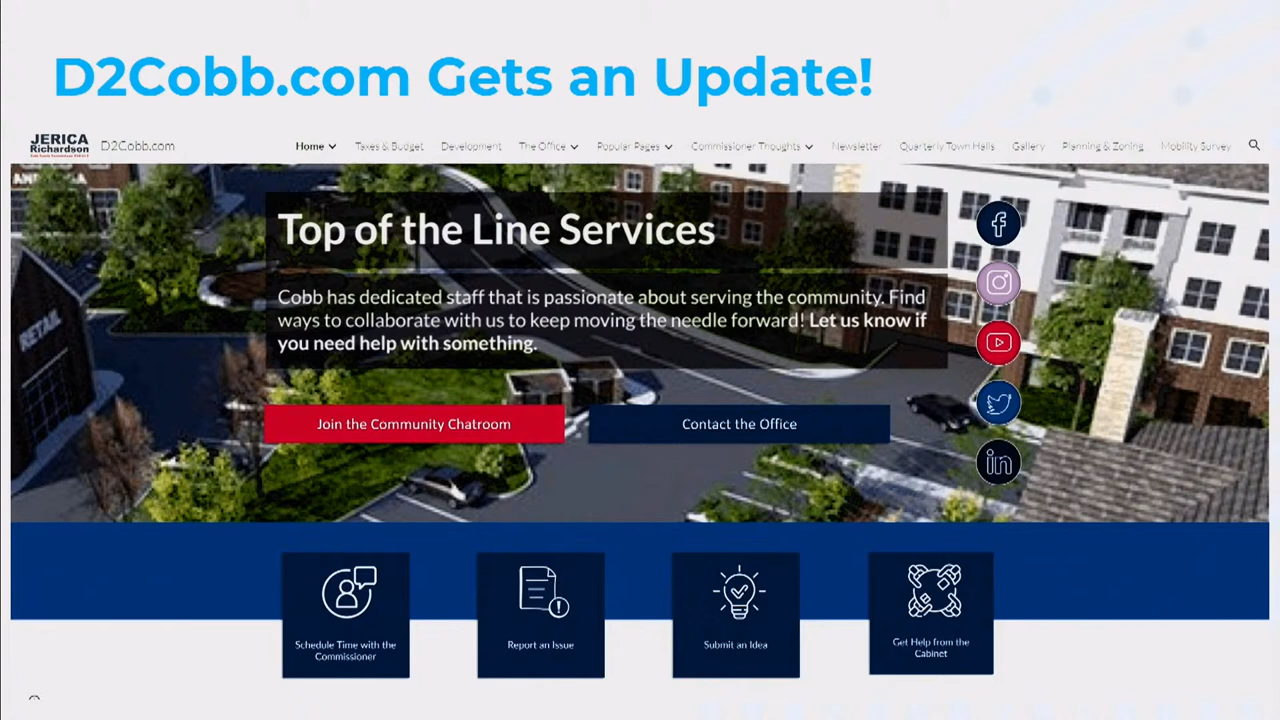 D2Cobb.com Gets an Update!
JERICA
Richardson
D2Cobb.com
Home
Taxes & Budget
Development
The Office
Popular Pages
Commissioner Thoughts
Newsletter
Quarterly Town Halls
Gallery
Planning & Zoning
Mobility Survey
Top of the Line Services
Cobb has dedicated staff that is passionate about serving the community. Find
ways to collaborate with us to keep moving the needle forward! Let us know if
you need help with something.
RETAIL
Join the Community Chatroom
Contact the Office
in
Schedule Time with the
Commissioner
Report an Issue
Submit an Idea
Get Help from the
Cabinet